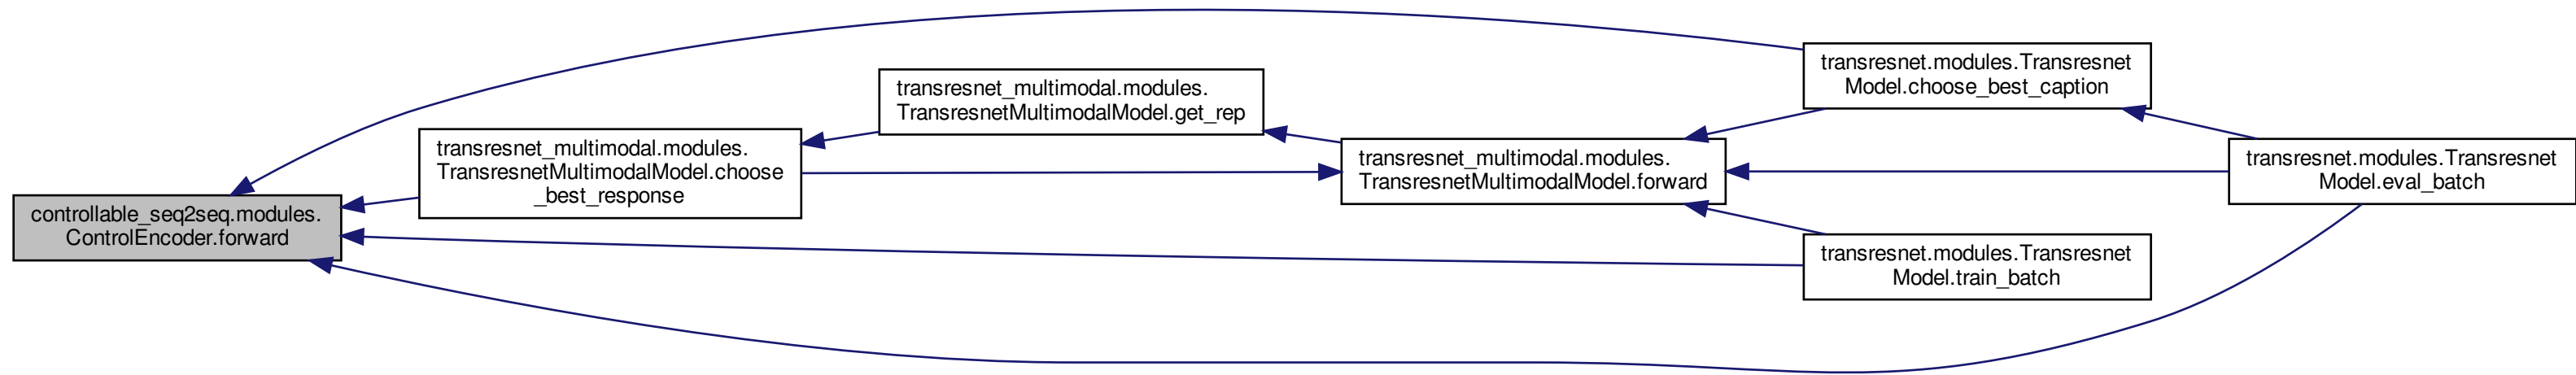 controllable_seq2seq.modules.
ControlEncoder.forward
transresnet_multimodal.modules.
TransresnetMultimodalModel.choose
_best_response
transresnet_multimodal.modules.
TransresnetMultimodalModel.get_rep
transresnet_multimodal.modules.
TransresnetMultimodalModel.forward
transresnet.modules.Transresnet
Model.choose_best_caption
transresnet.modules.Transresnet
Model.eval_batch
transresnet.modules.Transresnet
Model.train_batch